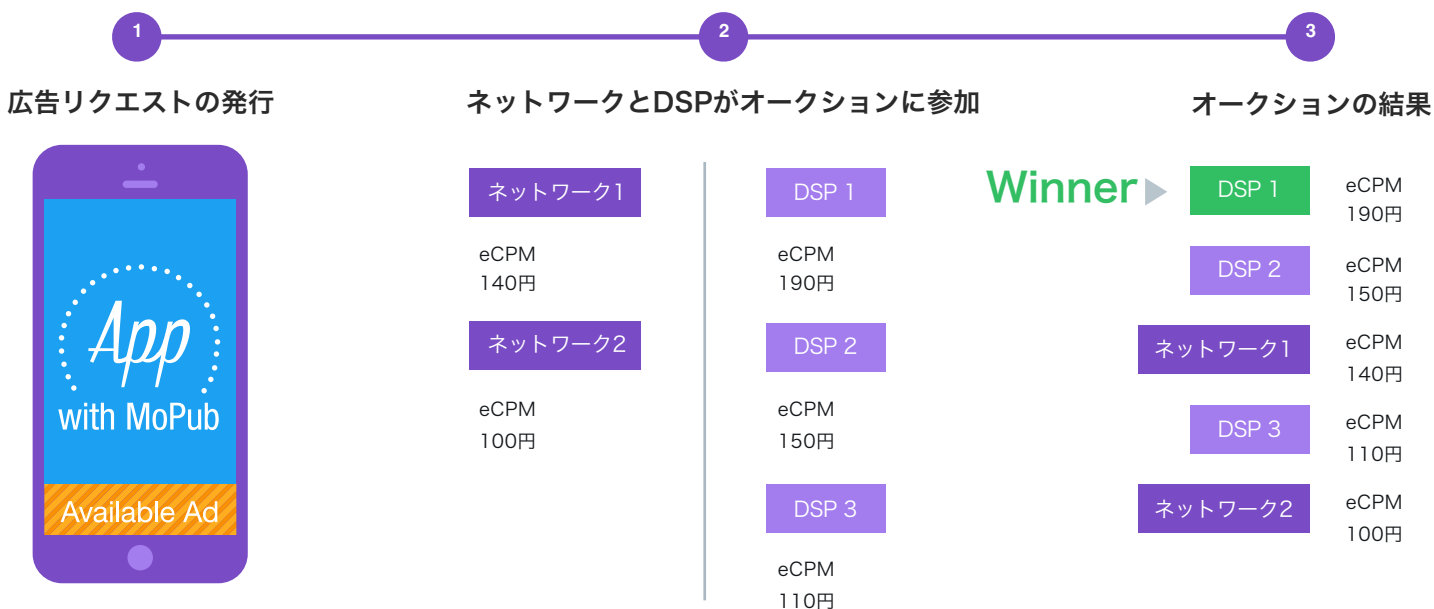 1
2
3
広告リクエストの発行
ネットワークとDSPがオークションに参加
オークションの結果
App
with MoPub
Available Ad
ネットワーク1
eCPM
140円
ネットワーク2
eCPM
100円
DSP 1
eCPM
190円
DSP 2
eCPM
150円
DSP 3
eCPM
110円
Winner
DSP 1
eCPM
190円
DSP 2
eCPM
150円
ネットワーク1
eCPM
140円
DSP 3
eCPM
110円
ネットワーク2
eCPM
100円